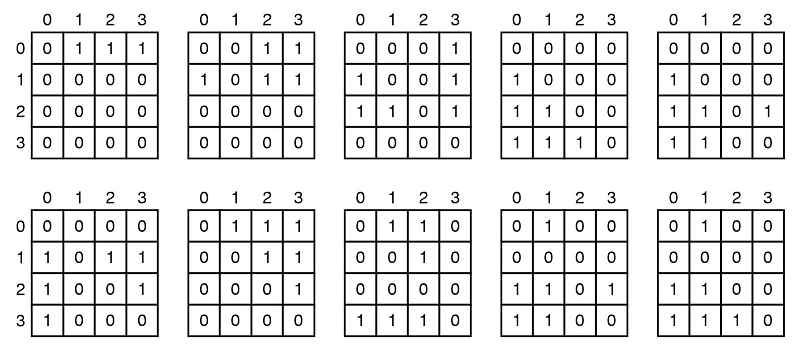 0 1 2 3 0 1 2 3 0 1 2 3 0 1 2 3 0 1 2 3
0 0 1 1 1 0 0 1 1 0 0 0 1 0 0 0 0 0 0 0 0
1 0 0 0 0 1 0 1 1 1 0 0 1 1 0 0 0 1 0 0 0
2 0 0 0 0 0 0 0 0 1 1 0 1 1 1 0 0 1 1 0 1
3 0 0 0 0 0 0 0 0 0 0 0 0 1 1 1 0 1 1 0 0
0 1 2 3 0 1 2 3 0 1 2 3 0 1 2 3 0 1 2 3
0 0 0 0 0 0 1 1 1 0 1 1 0 0 1 0 0 0 1 0 0
1 1 0 1 1 0 0 1 1 0 0 1 0 0 0 0 0 0 0 0 0
2 1 0 0 1 0 0 0 1 0 0 0 0 1 1 0 1 1 1 0 0
3 1 0 0 0 0 0 0 0 1 1 1 0 1 1 0 0 1 1 1 0